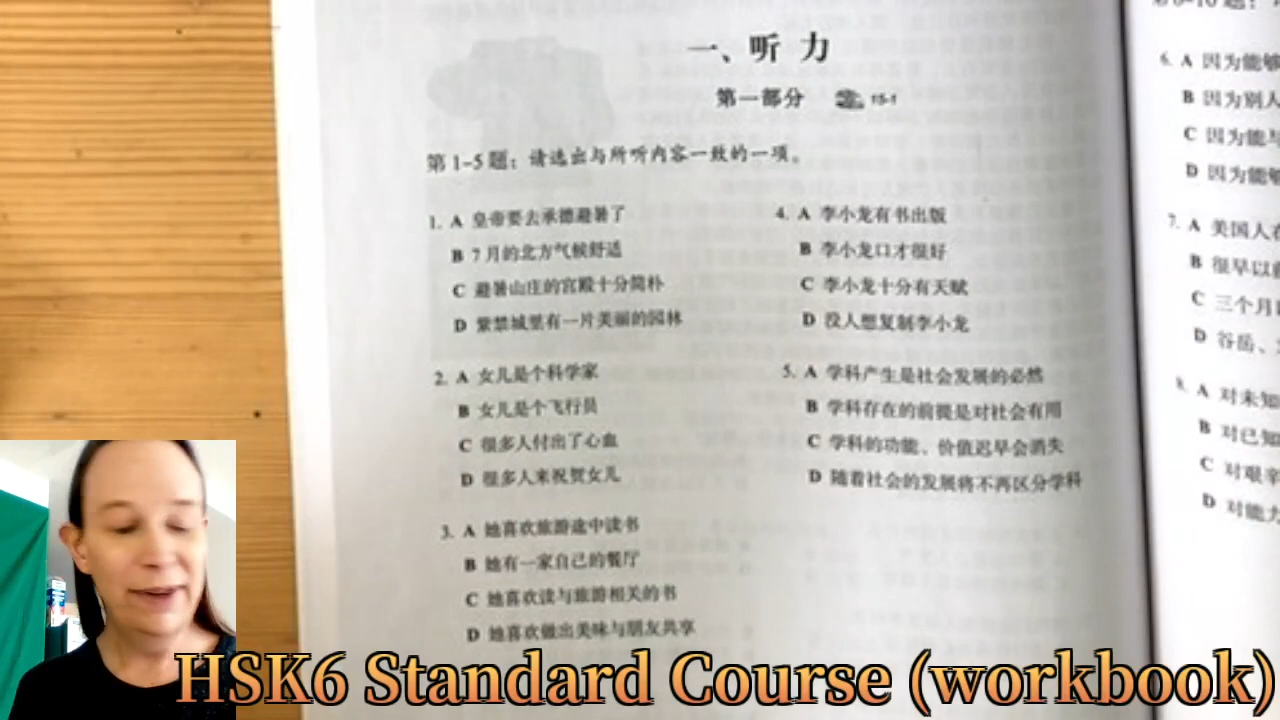 一、听力
第一部分 15-1
第1-5题：请选出与所听内容一致的一项。
1. A 皇帝要去承德避暑了
B 7月的北方气候舒适
C 避暑山庄的宫殿十分简朴
D 紫禁城里有一片美丽的园林
2. A 女儿是个科学家
B 女儿是个飞行员
C 很多人付出了心血
D 很多人来祝贺女儿
3. A 她喜欢旅游途中读书
B 她有一家自己的餐厅
C 她喜欢读与旅游相关的书
D 她喜欢做出美味与朋友共享
4. A 李小龙有书出版
B 李小龙口才很好
C 李小龙十分有天赋
D 没人想复制李小龙
5. A 学科产生是社会发展的必然
B 学科存在的前提是对社会有用
C 学科的功能、价值迟早会消失
D 随着社会的发展将不再区分学科
6. A 因为能够
B 因为别人
C 因为能与
D 因为能够
7. A 美国人在
B 很早以前
C 三个月
D 谷岳、
8. A 对未知
B 对已知
C 对艰辛
D 对能力
HSK6 Standard Course (workbook)